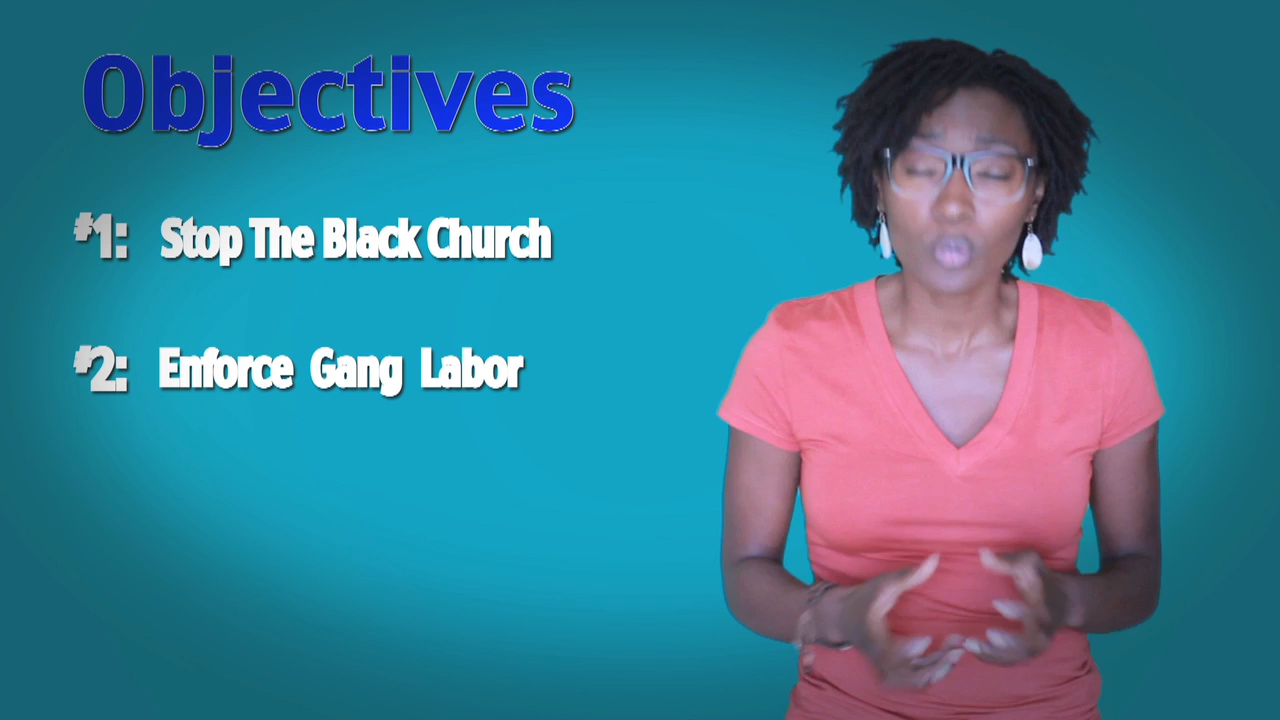 Objectives
#1: Stop The Black Church
#2: Enforce Gang Labor